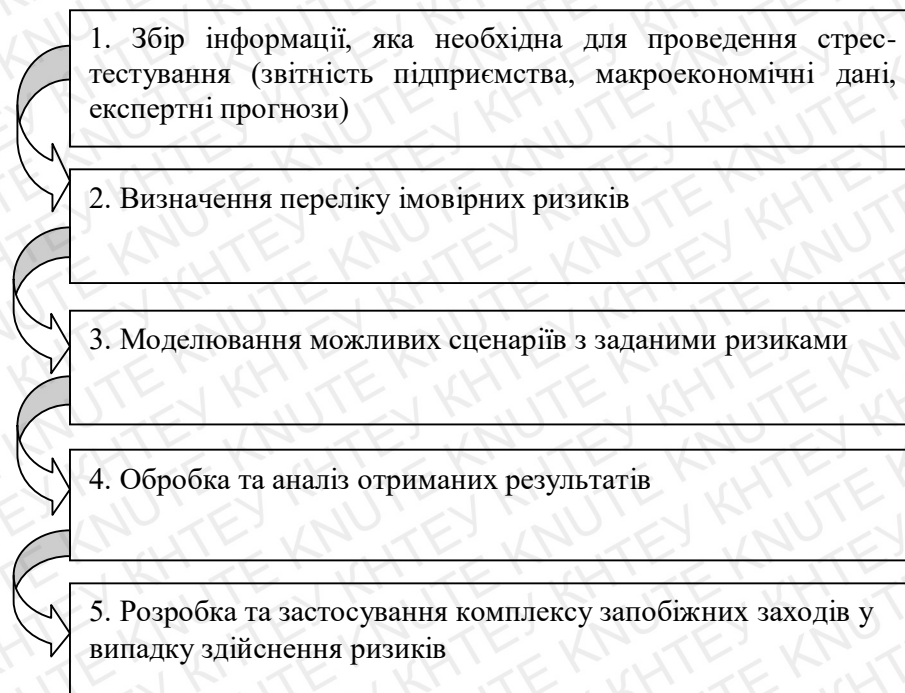 1. Збір інформації, яка необхідна для проведення стрес-
тестування (звітність підприємства, макроекономічні дані,
експертні прогнози)
2. Визначення переліку імовірних ризиків
3. Моделювання можливих сценаріїв з заданими ризиками
4. Обробка та аналіз отриманих результатів
5. Розробка та застосування комплексу запобіжних заходів у
випадку здійснення ризиків